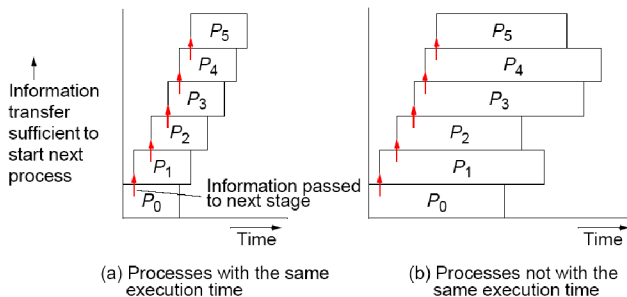 P5
P4
P3
P2
P1
P0
Information
transfer
sufficient to
start next
process
Information passed
to next stage
Time
(a) Processes with the same
execution time
P5
P4
P3
P2
P1
P0
Time
(b) Processes not with the
same execution time